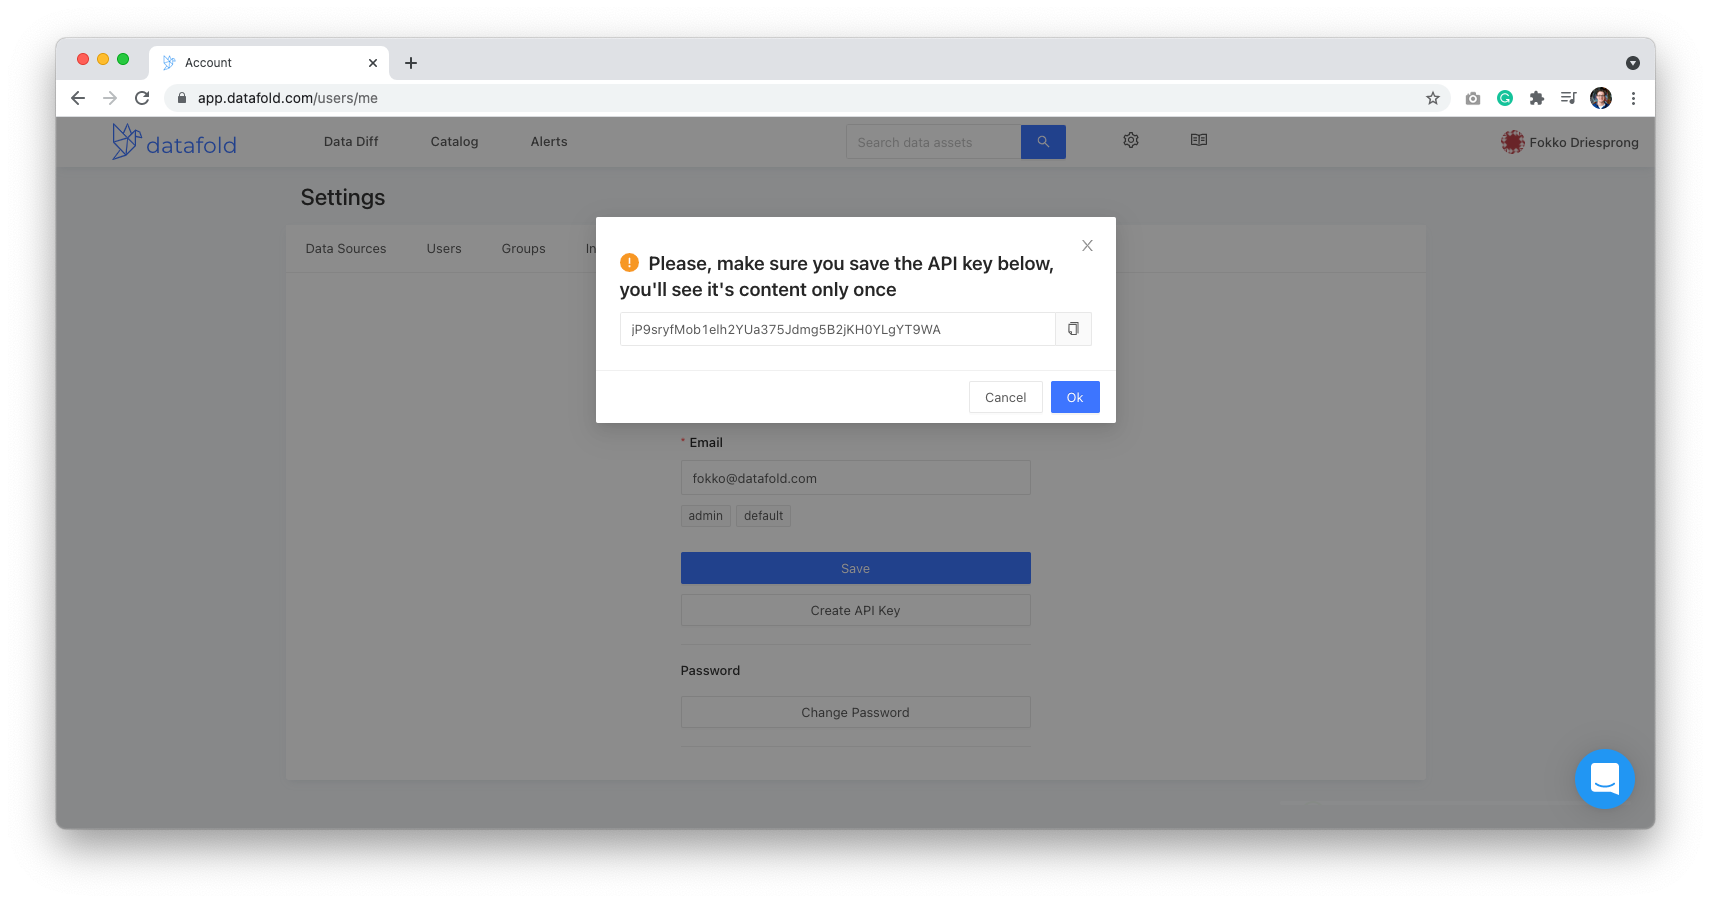 Account
app.datafold.com/users/me
datafold Data Diff Catalog Alerts Search data assets Fokko Driesprong
Settings
Data Sources Users Groups In
Please, make sure you save the API key below,
you'll see it's content only once
jP9sryfMob1eIh2YUa375Jdmg5B2jKH0YLgYT9WA
Cancel Ok
* Email
fokko@datafold.com
admin default
Save
Create API Key
Password
Change Password